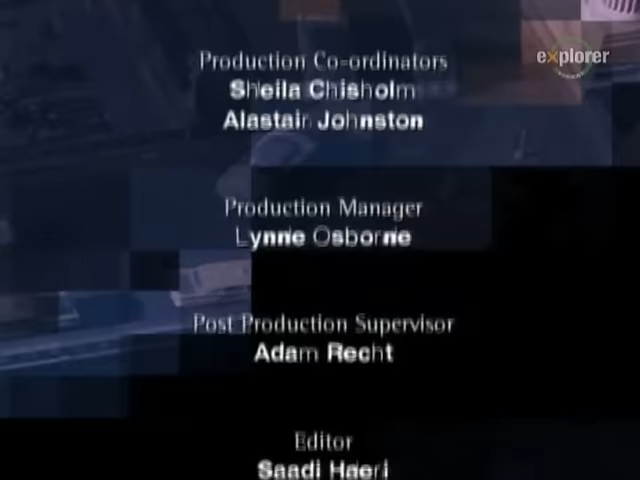 explorer
Production Co-ordinators
Sheila Chisholm
Alastair Johnston
Production Manager
Lynne Osborne
Post Production Supervisor
Adam Recht
Editor
Saadi Haeri